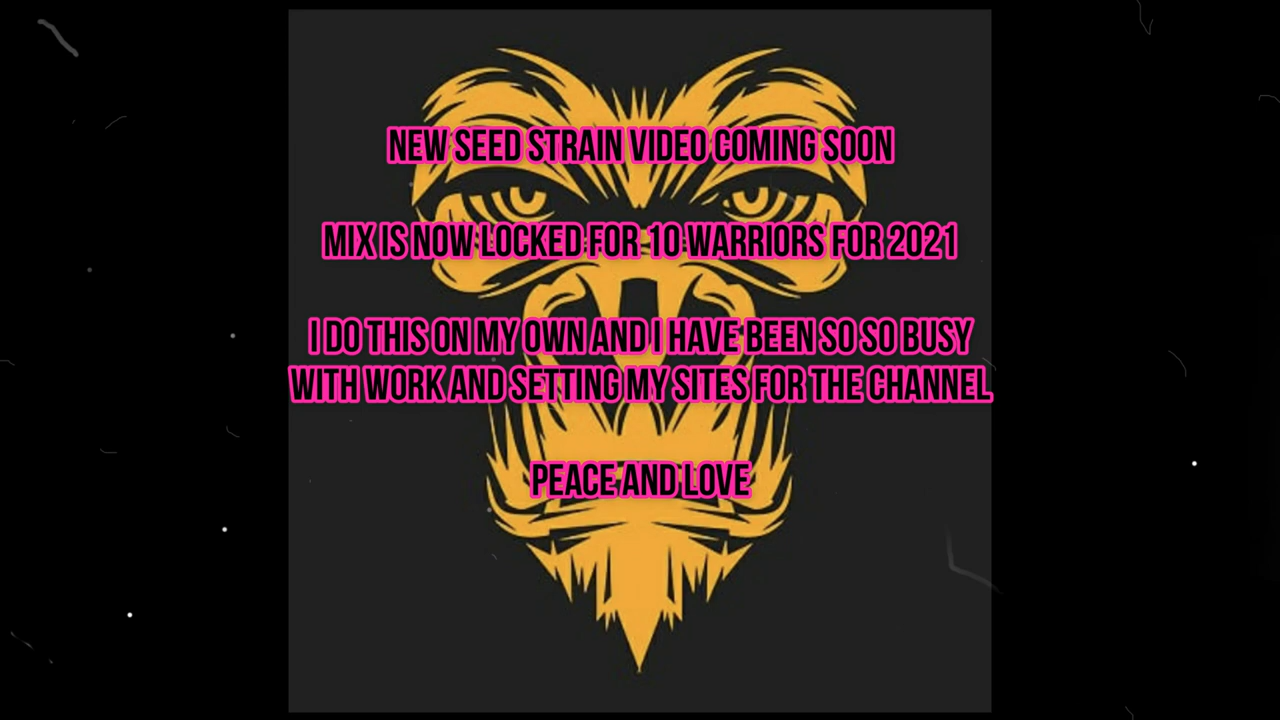 NEW SEED STRAIN VIDEO COMING SOON
MIX IS NOW LOCKED FOR 10 WARRIORS FOR 2021
I DO THIS ON MY OWN AND I HAVE BEEN SO SO BUSY
WITH WORK AND SETTING MY SITES FOR THE CHANNEL
PEACE AND LOVE